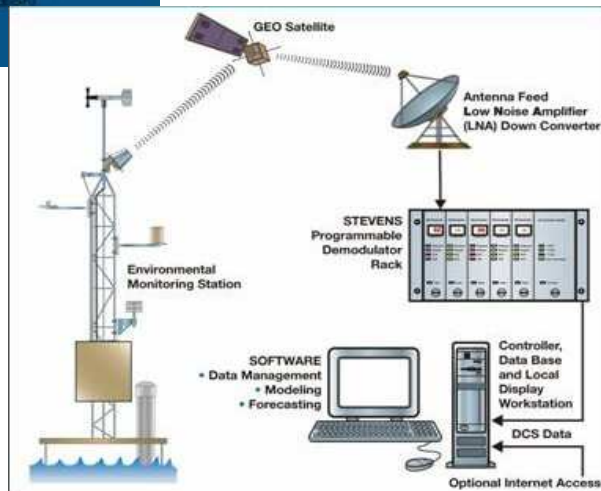 GEO Satellite
Antenna Feed
Low Noise Amplifier
(LNA) Down Converter
STEVENS
Programmable
Demodulator
Rack
Environmental
Monitoring Station
SOFTWARE
• Data Management
• Modeling
• Forecasting
Controller,
Data Base
and Local
Display
Workstation
DCS Data
Optional Internet Access